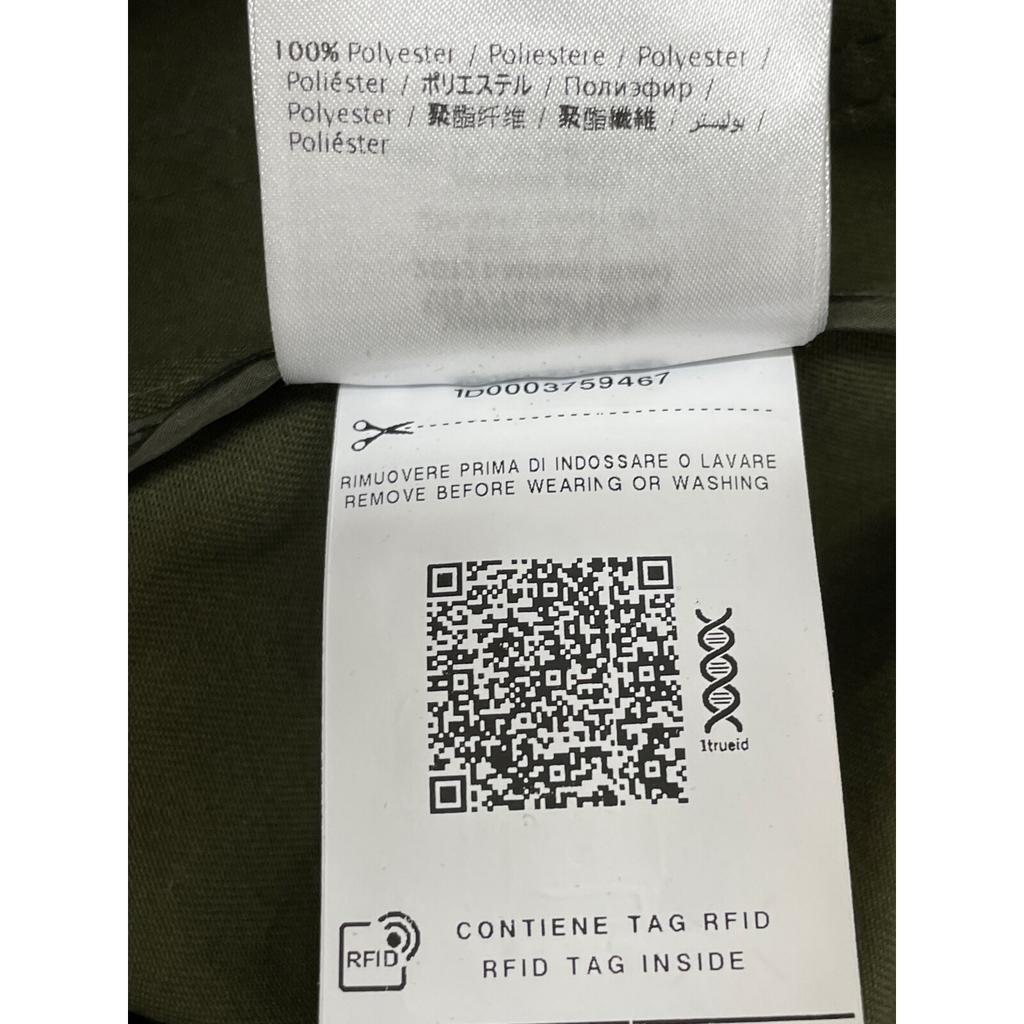 100% Polyester / Poliestere / Polyester /
Poliéster / ポリエステル / Полиэфир /
Polyester / 聚酯纤维 / 聚酯纖維 / بوليستر /
Poliéster
1D0003759467
RIMUOVERE PRIMA DI INDOSSARE O LAVARE
REMOVE BEFORE WEARING OR WASHING
1trueid
RFID
CONTIENE TAG RFID
RFID TAG INSIDE